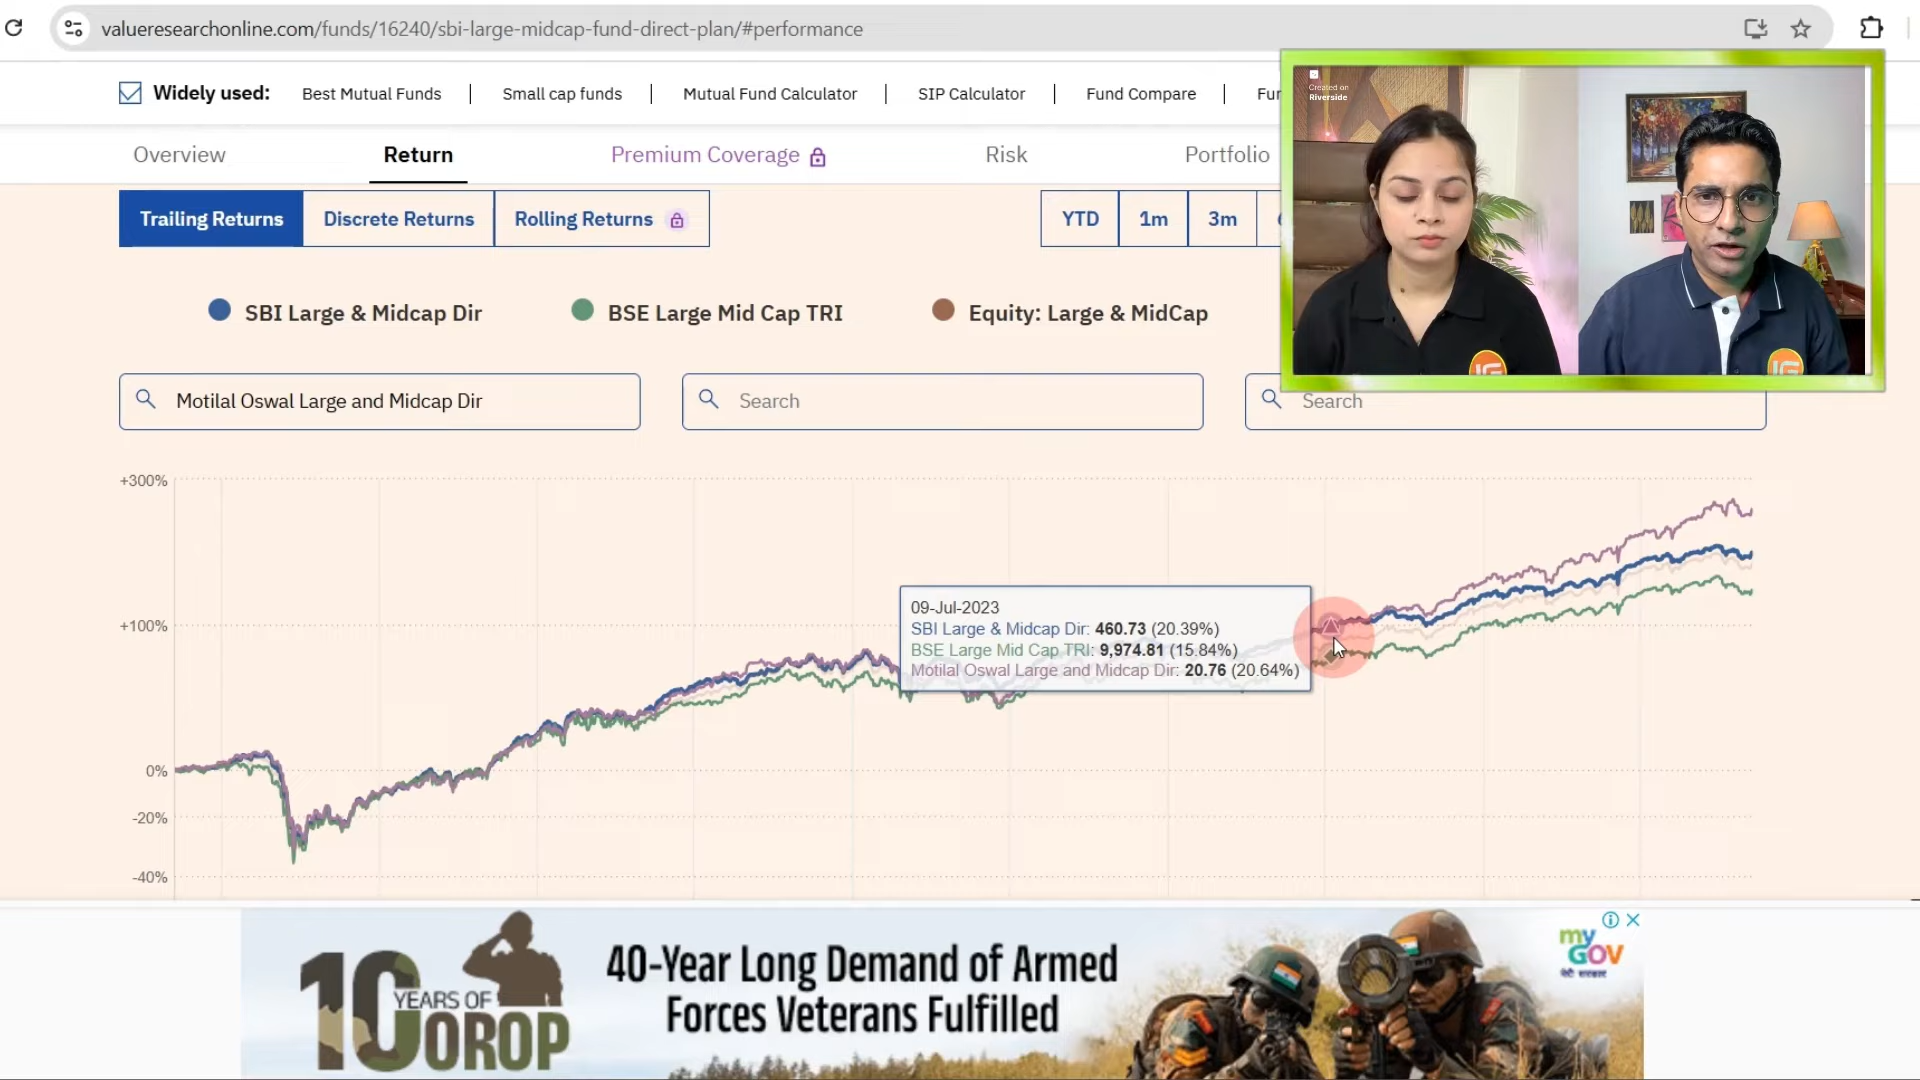 valueresearchonline.com/funds/16240/sbi-large-midcap-fund-direct-plan/#performance
Widely used:
Best Mutual Funds
Small cap funds
Mutual Fund Calculator
SIP Calculator
Fund Compare
Fur
Overview
Return
Premium Coverage
Risk
Portfolio
Created on
Riverside
Trailing Returns
Discrete Returns
Rolling Returns
YTD
1m
3m
SBI Large & Midcap Dir
BSE Large Mid Cap TRI
Equity: Large & MidCap
Motilal Oswal Large and Midcap Dir
Search
Search
+300%
+100%
0%
-20%
-40%
09-Jul-2023
SBI Large & Midcap Dir: 460.73 (20.39%)
BSE Large Mid Cap TRI: 9,974.81 (15.84%)
Motilal Oswal Large and Midcap Dir: 20.76 (20.64%)
10 YEARS OF OROP
40-Year Long Demand of Armed
Forces Veterans Fulfilled
my
GOV
मेरी सरकार